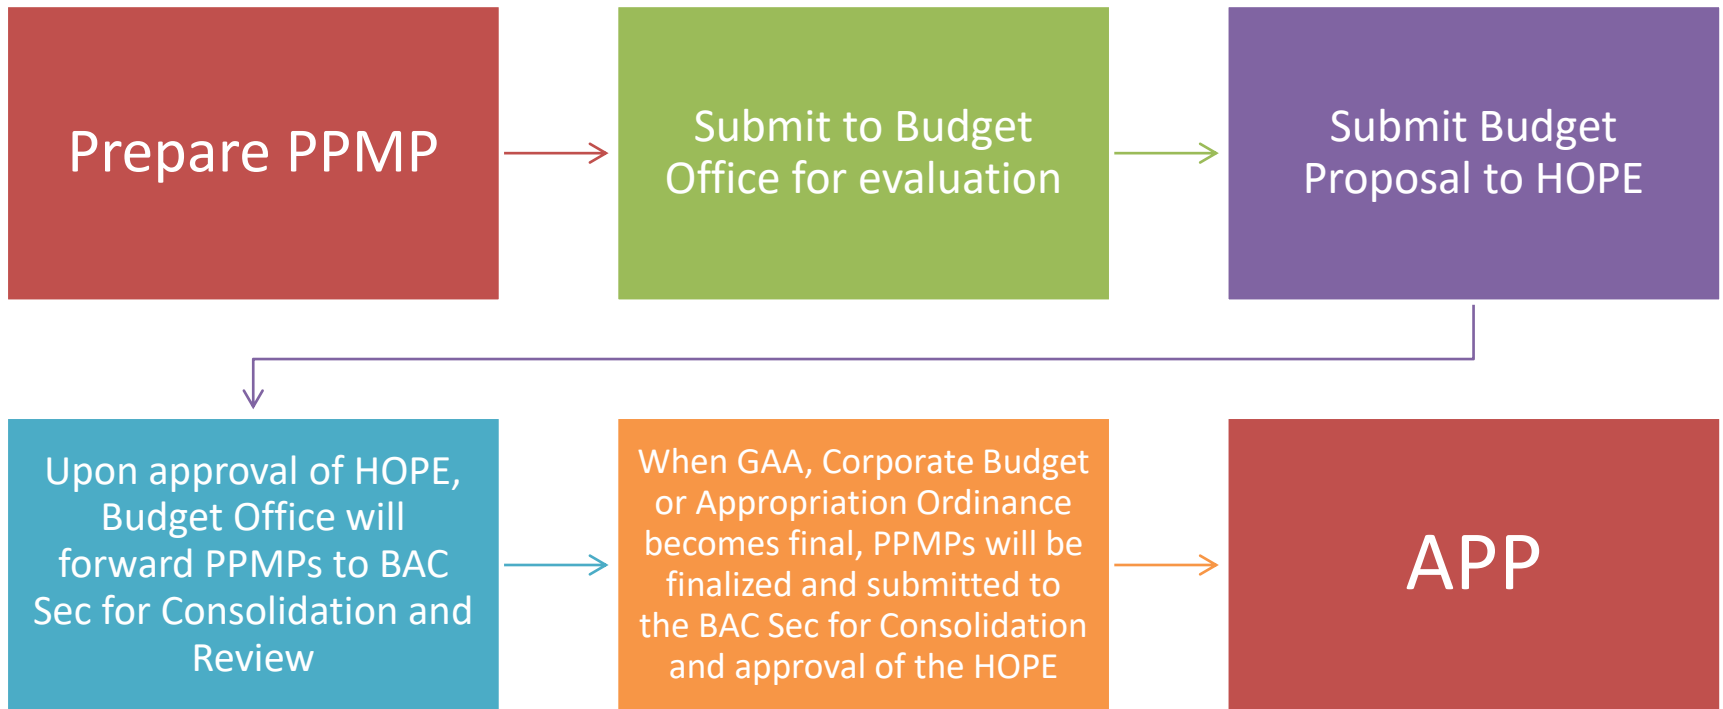 Prepare PPMP
Submit to Budget
Office for evaluation
Submit Budget
Proposal to HOPE
Upon approval of HOPE,
Budget Office will
forward PPMPs to BAC
Sec for Consolidation and
Review
When GAA, Corporate Budget
or Appropriation Ordinance
becomes final, PPMPs will be
finalized and submitted to
the BAC Sec for Consolidation
and approval of the HOPE
APP